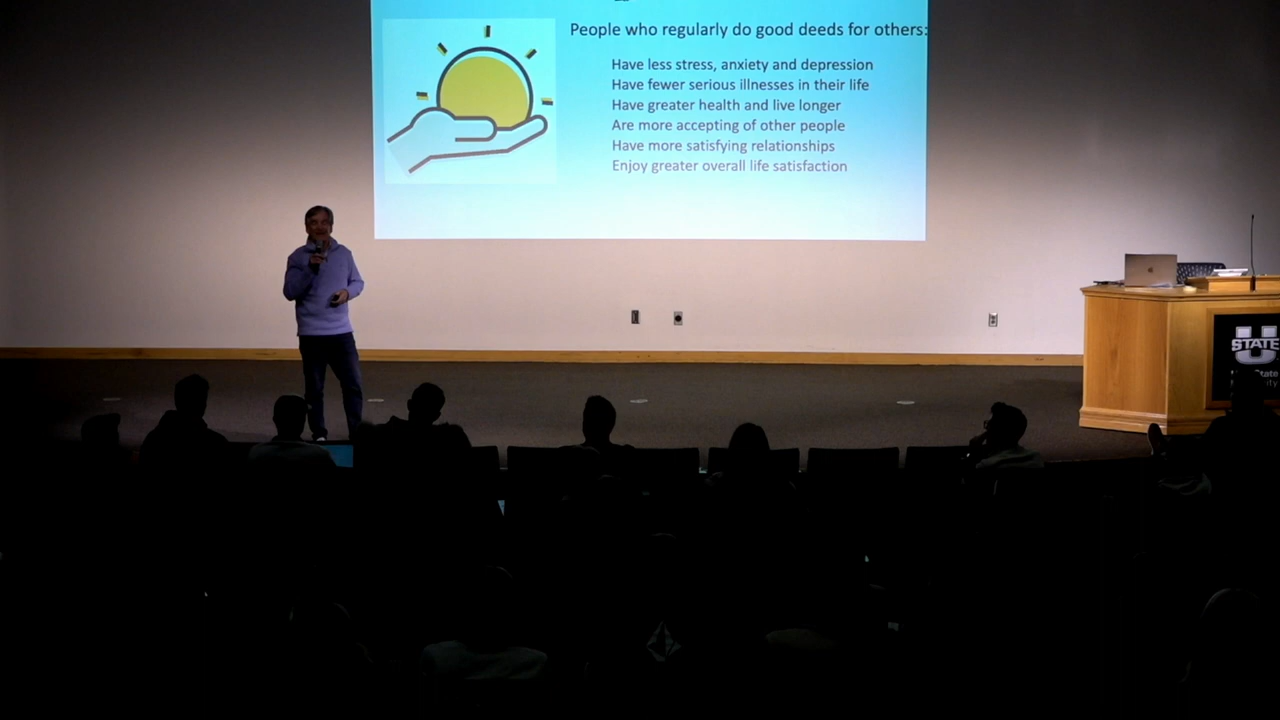 People who regularly do good deeds for others:
Have less stress, anxiety and depression
Have fewer serious illnesses in their life
Have greater health and live longer
Are more accepting of other people
Have more satisfying relationships
Enjoy greater overall life satisfaction
U
STATE
State